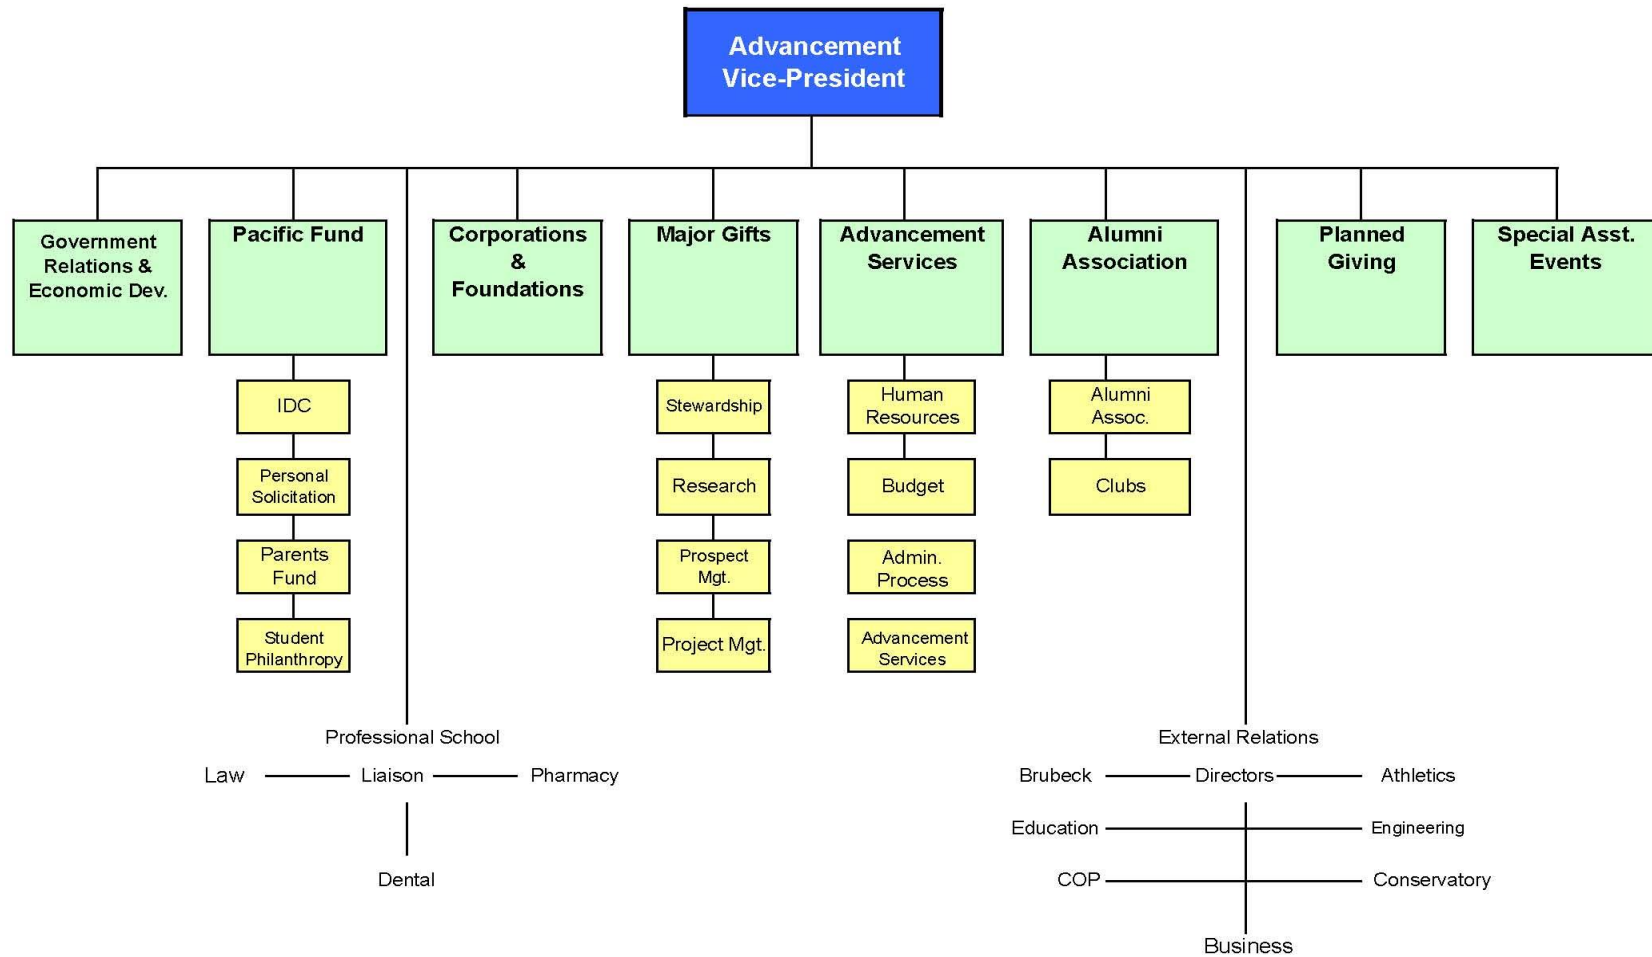 Advancement
Vice-President
Government
Relations &
Economic Dev.
Pacific Fund
Corporations
&
Foundations
Major Gifts
Advancement
Services
Alumni
Association
Planned
Giving
Special Asst.
Events
IDC
Personal
Solicitation
Parents
Fund
Student
Philanthropy
Stewardship
Research
Prospect
Mgt.
Project Mgt.
Human
Resources
Budget
Admin.
Process
Advancement
Services
Alumni
Assoc.
Clubs
Professional School
Law Liaison Pharmacy
Dental
External Relations
Brubeck Directors Athletics
Education Engineering
COP Conservatory
Business